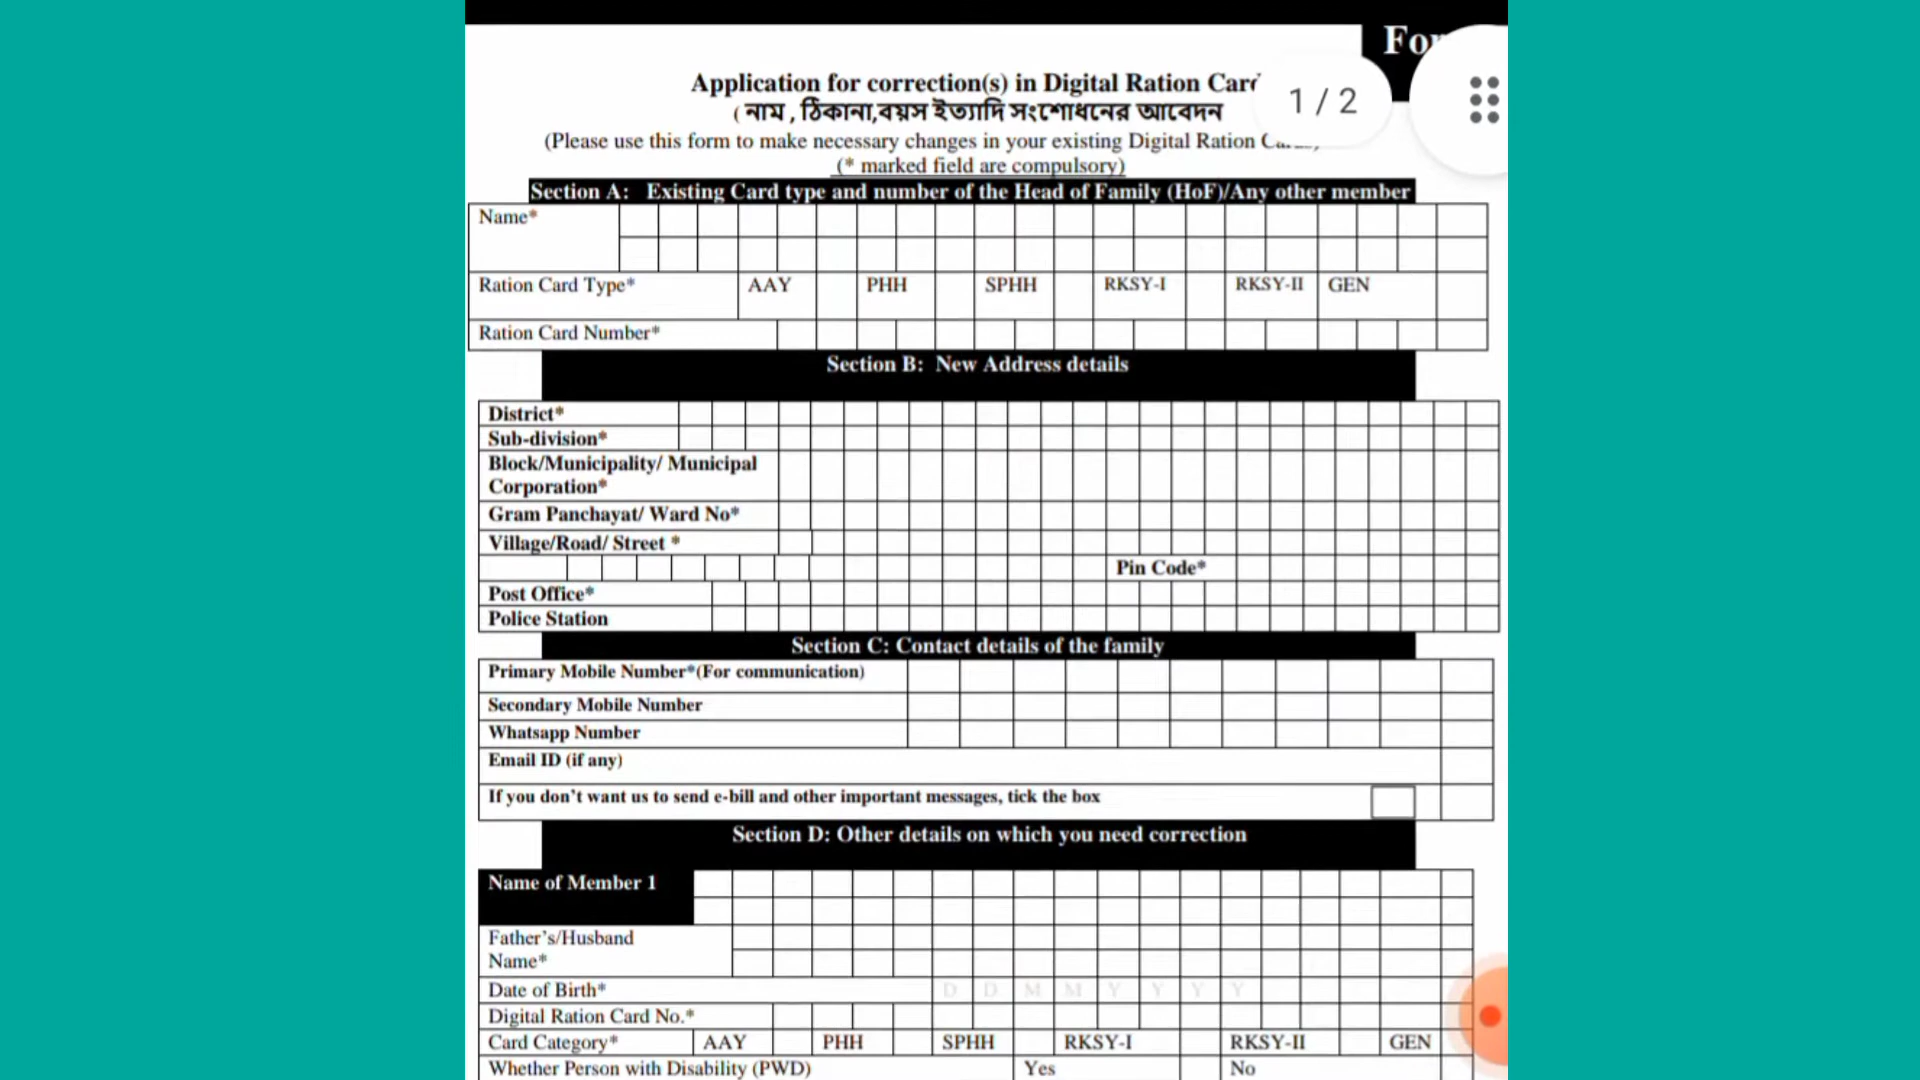 1 / 2
Application for correction(s) in Digital Ration
( নাম , ঠিকানা,বয়স ইত্যাদি সংশোধনের আবেদন
(Please use this form to make necessary changes in your existing Digital Ration
(* marked field are compulsory)
Section A: Existing Card type and number of the Head of Family (HoF)/Any other member
Name*
Ration Card Type* AAY PHH SPHH RKSY-I RKSY-II GEN
Ration Card Number*
Section B: New Address details
District*
Sub-division*
Block/Municipality/ Municipal
Corporation*
Gram Panchayat/ Ward No*
Village/Road/ Street *
Pin Code*
Post Office*
Police Station
Section C: Contact details of the family
Primary Mobile Number*(For communication)
Secondary Mobile Number
Whatsapp Number
Email ID (if any)
If you don't want us to send e-bill and other important messages, tick the box
Section D: Other details on which you need correction
Name of Member 1
Father's/Husband
Name*
Date of Birth* D D M M Y Y Y Y
Digital Ration Card No.*
Card Category* AAY PHH SPHH RKSY-I RKSY-II GEN
Whether Person with Disability (PWD) Yes No